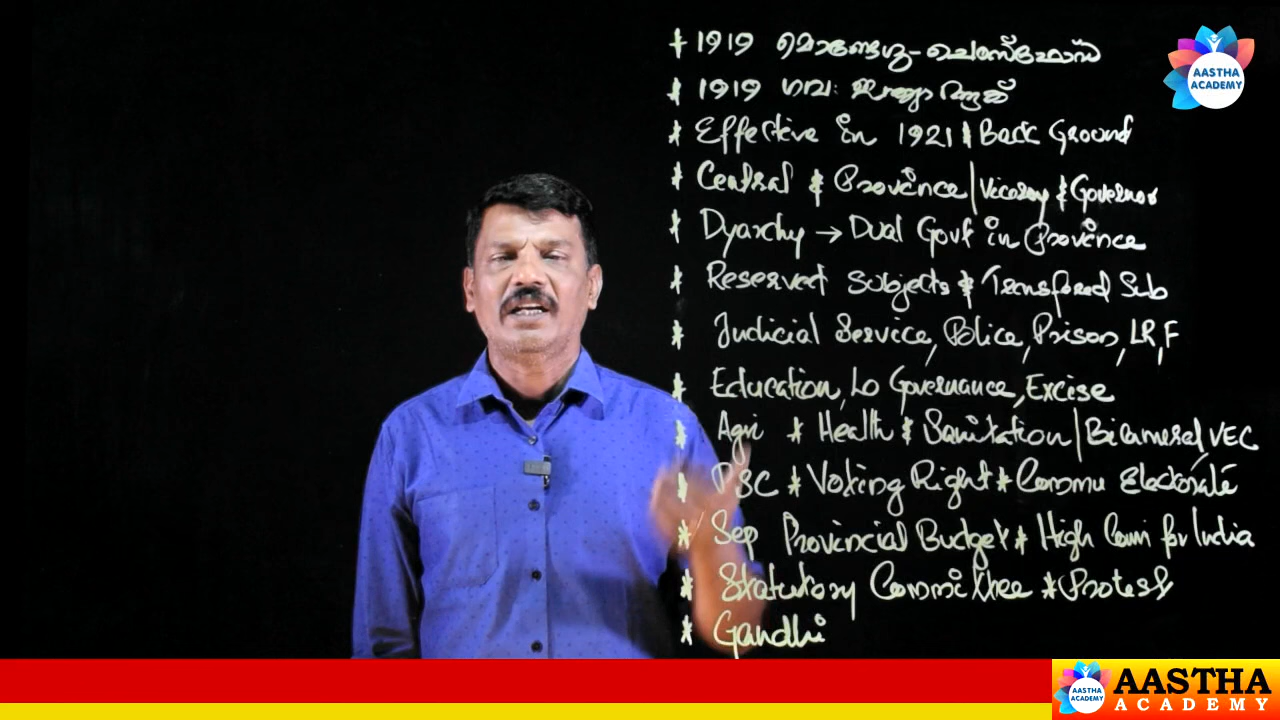 * 1919 മൊണ്ടേഗു-ചെംസ്ഫോഡ്
* 1919 ഗവ: ഇന്ത്യാ ആക്ട്
* Effective in 1921 * Back Ground
* Central & Province / Viceroy & Governor
* Dyarchy → Dual Govt in Province
* Reserved Subjects & Transfered Sub
* Judicial Service, Police, Prison, LR, F
* Education, Lo Governance, Excise
* Agri * Health & Sanitation / Bicameral, VEC
* PSC * Voting Right * Commu Electorate
* Sep Provincial Budget * High Comi for India
* Statutory Committee * Protest
* Gandhi
AASTHA
ACADEMY
AASTHA
ACADEMY
AASTHA
ACADEMY